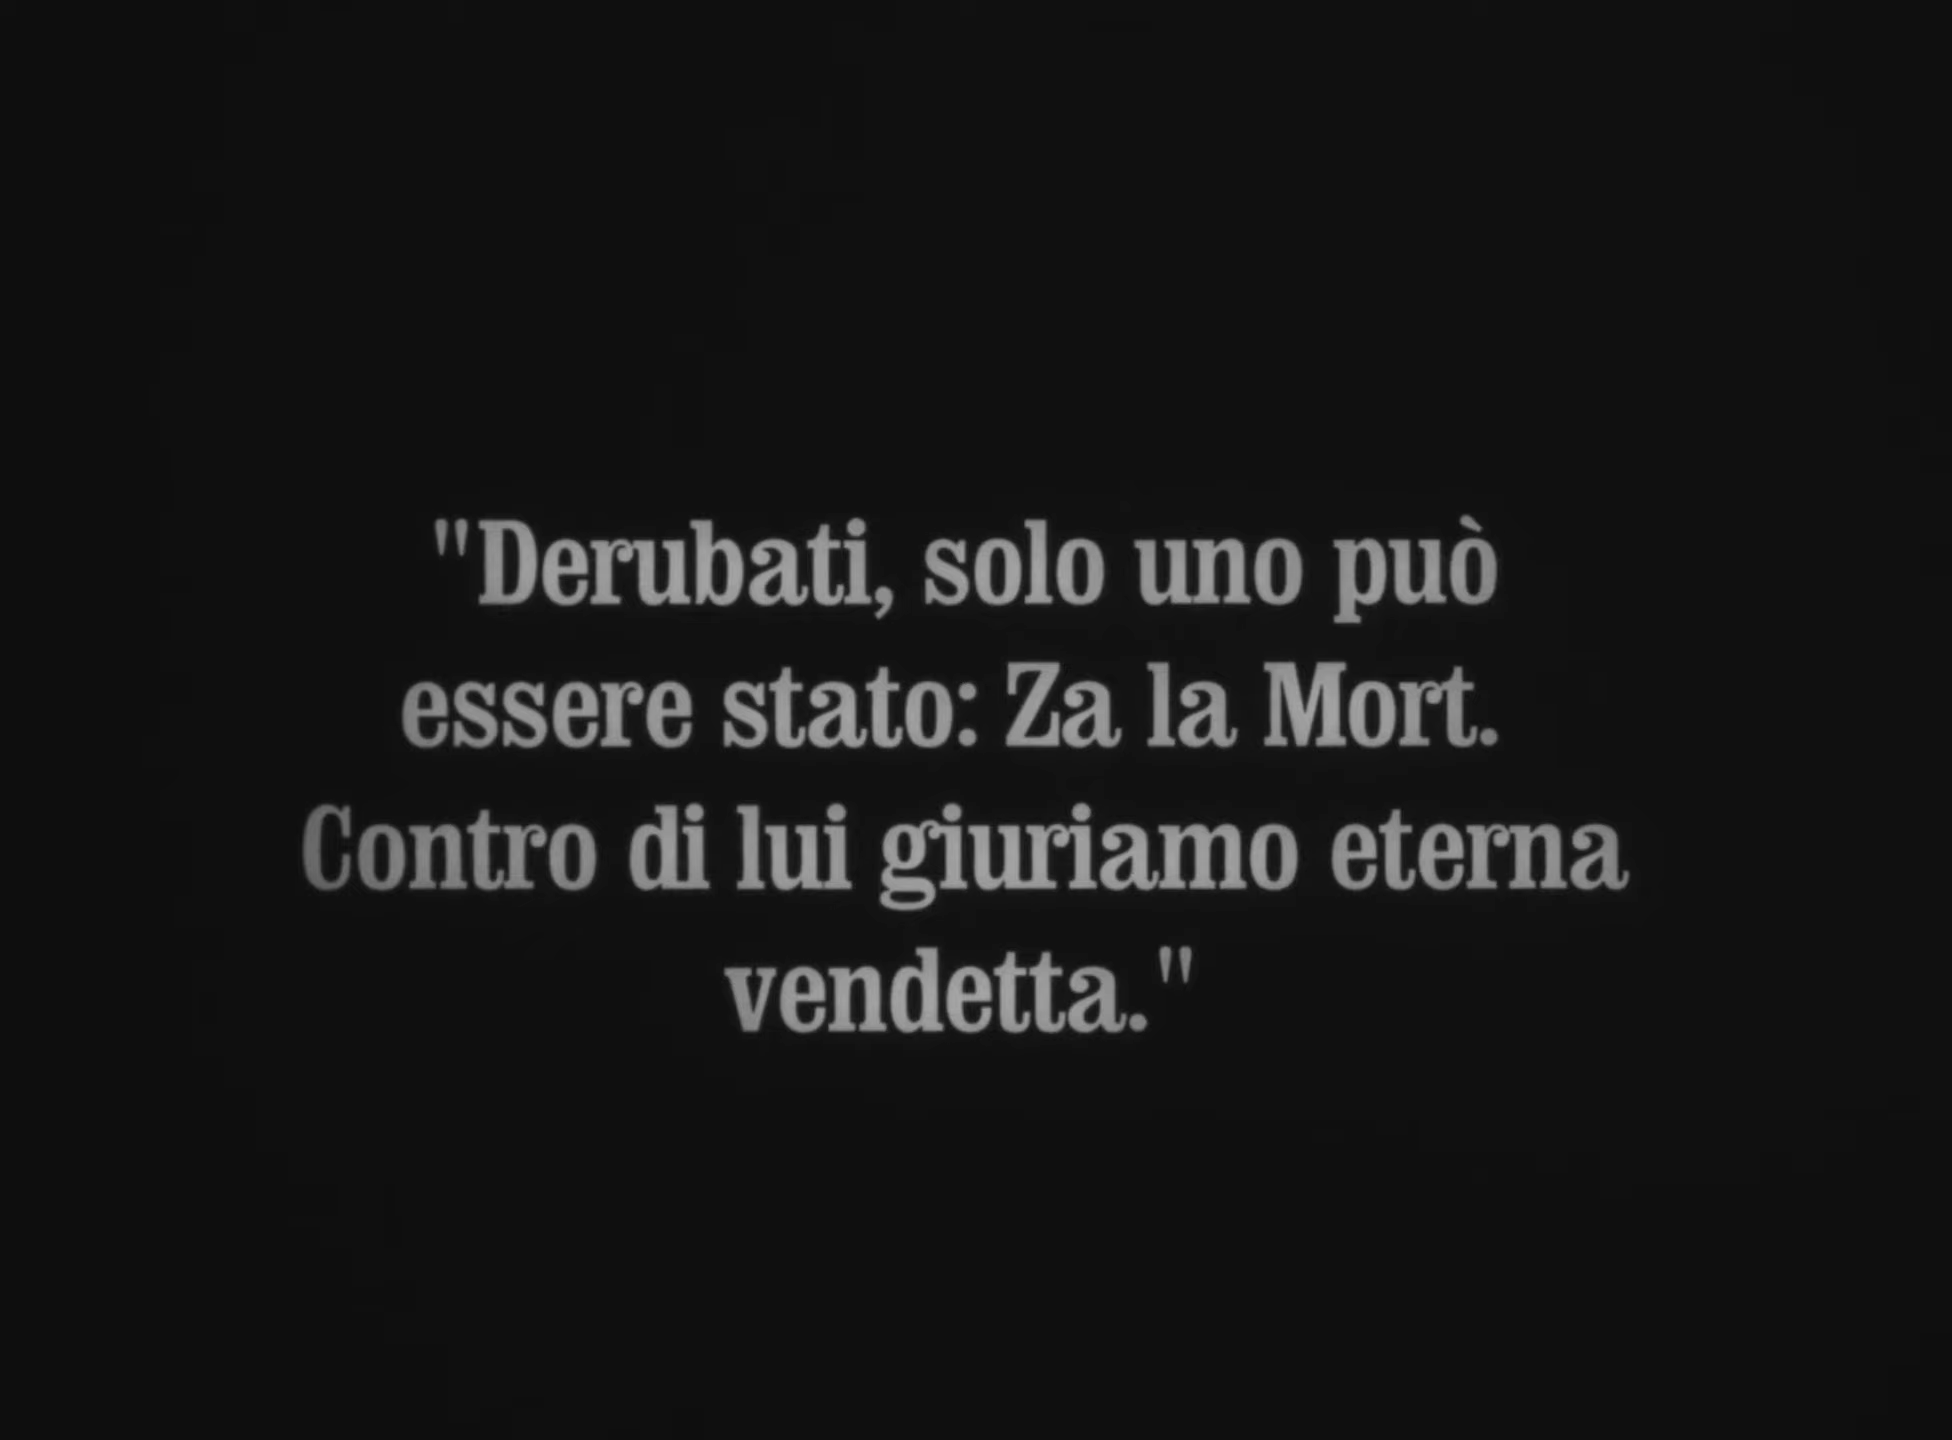 "Derubati, solo uno può
essere stato: Za la Mort.
Contro di lui giuriamo eterna
vendetta."